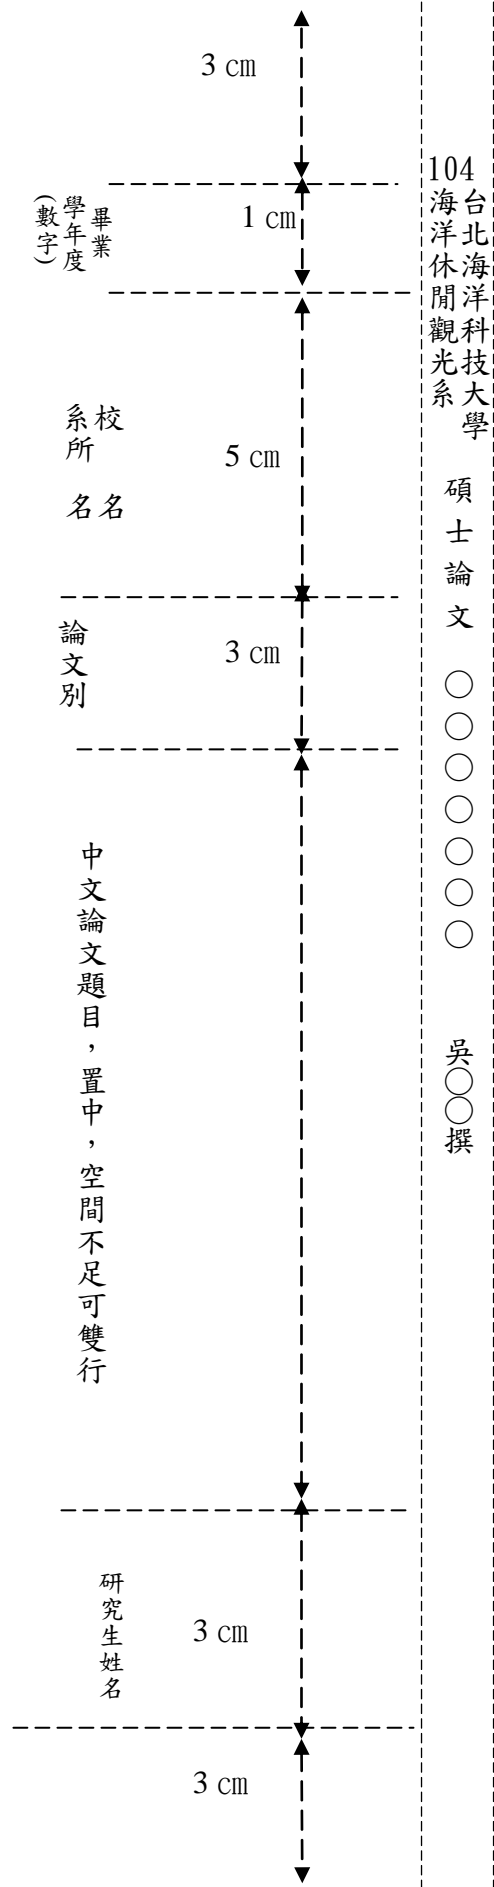 3 cm
畢業
學年度
(數字)
1 cm
校名
系所名
5 cm
論文別
3 cm
中文論文題目，置中，空間不足可雙行
研究生姓名
3 cm
3 cm
104
台北海洋科技大學
海洋休閒觀光系
碩士論文
○○○○○○○
吳○○撰